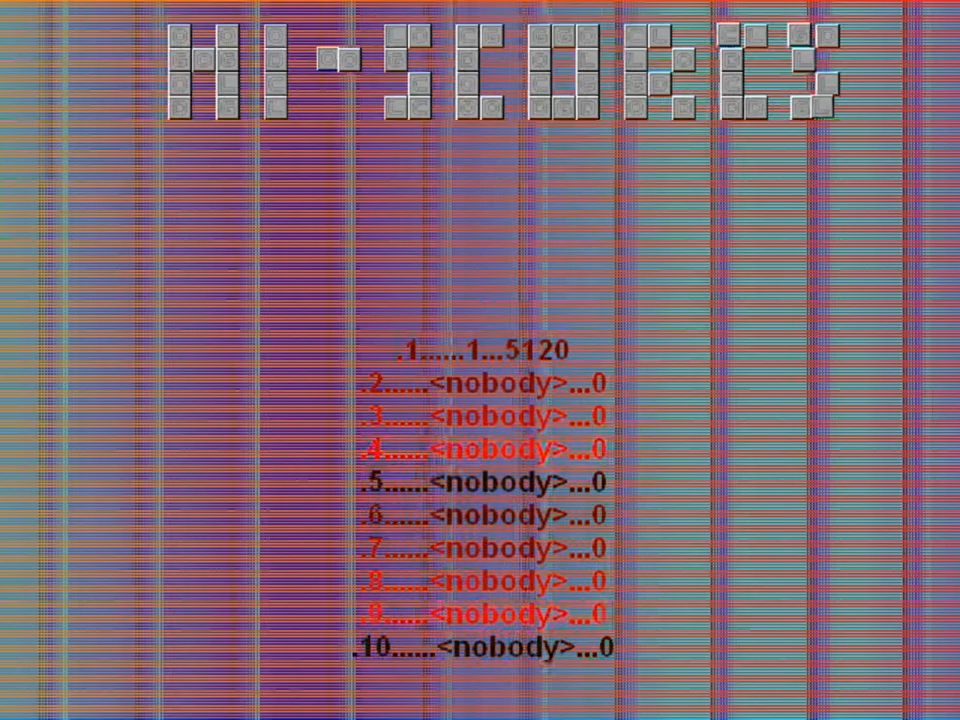 HI-SCORES
.1......1...5120
.2......<nobody>...0
.3......<nobody>...0
.4......<nobody>...0
.5......<nobody>...0
.6......<nobody>...0
.7......<nobody>...0
.8......<nobody>...0
.9......<nobody>...0
.10......<nobody>...0